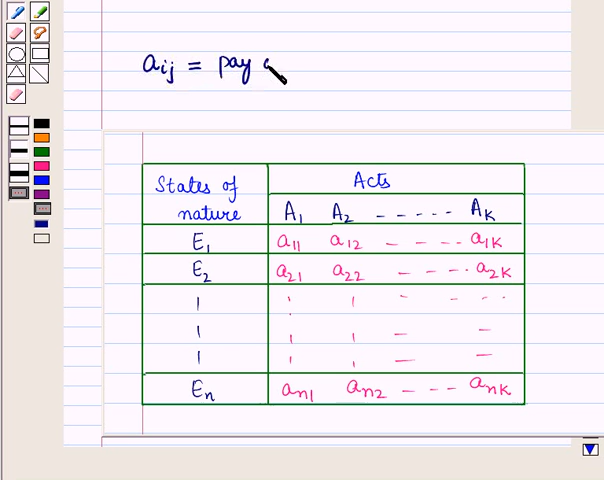 aij = pay
States of nature
Acts
A1 A2 - - - - - - AK
E1 a11 a12 - - - - - a1K
E2 a21 a22 - - - - - a2K
En an1 an2 - - - - anK